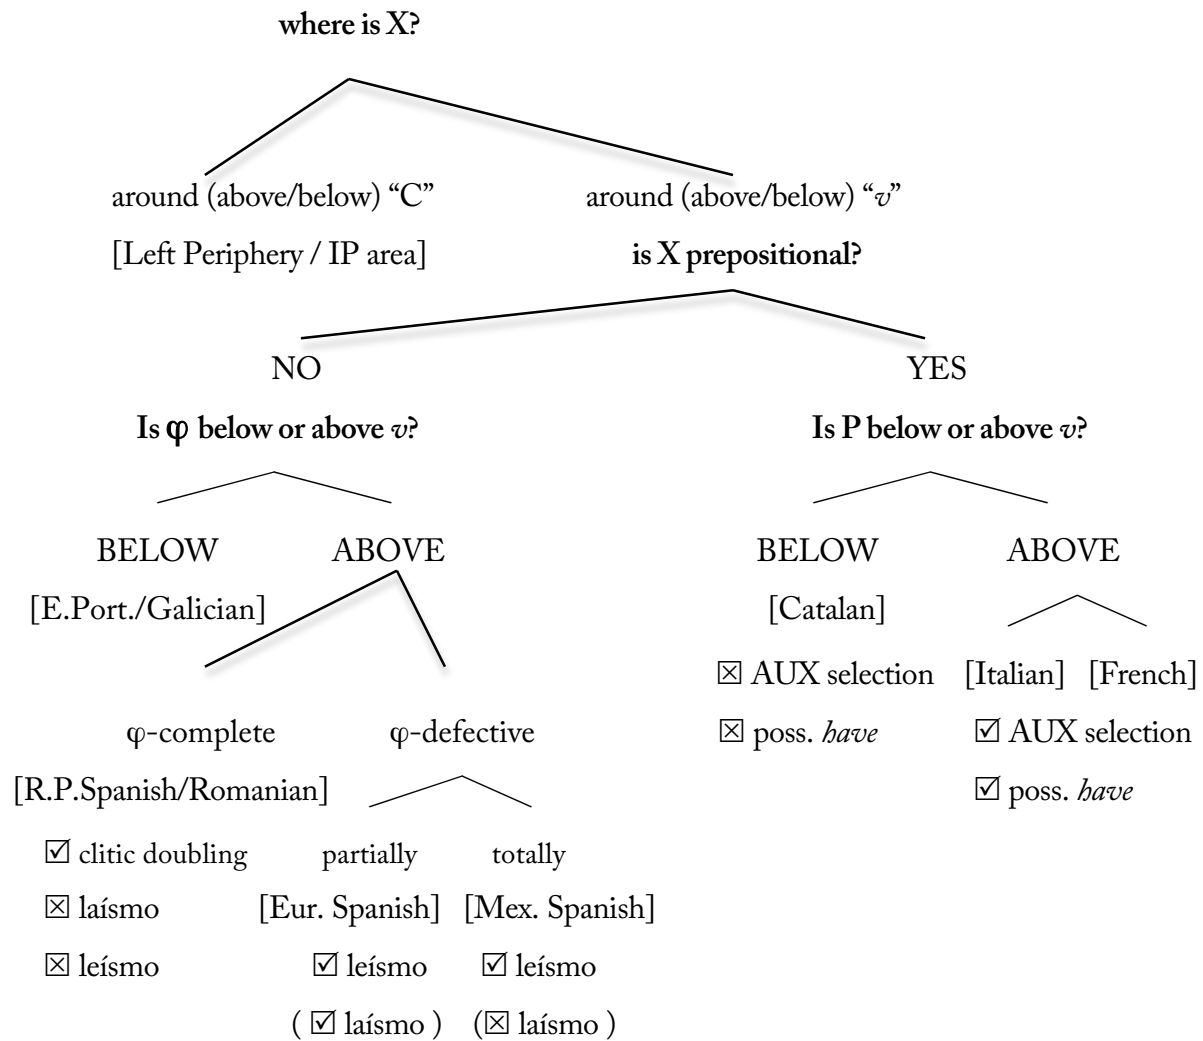 where is X?
around (above/below) “C” around (above/below) “v”
[Left Periphery / IP area] is X prepositional?
NO YES
Is φ below or above v? Is P below or above v?
BELOW ABOVE BELOW ABOVE
[E.Port./Galician] [Catalan]
☒ AUX selection [Italian] [French]
φ-complete φ-defective ☒ poss. have ☑ AUX selection
[R.P.Spanish/Romanian] ☑ poss. have
☑ clitic doubling partially totally
☒ laísmo [Eur. Spanish] [Mex. Spanish]
☒ leísmo ☑ leísmo ☑ leísmo
( ☑ laísmo ) (☒ laísmo )